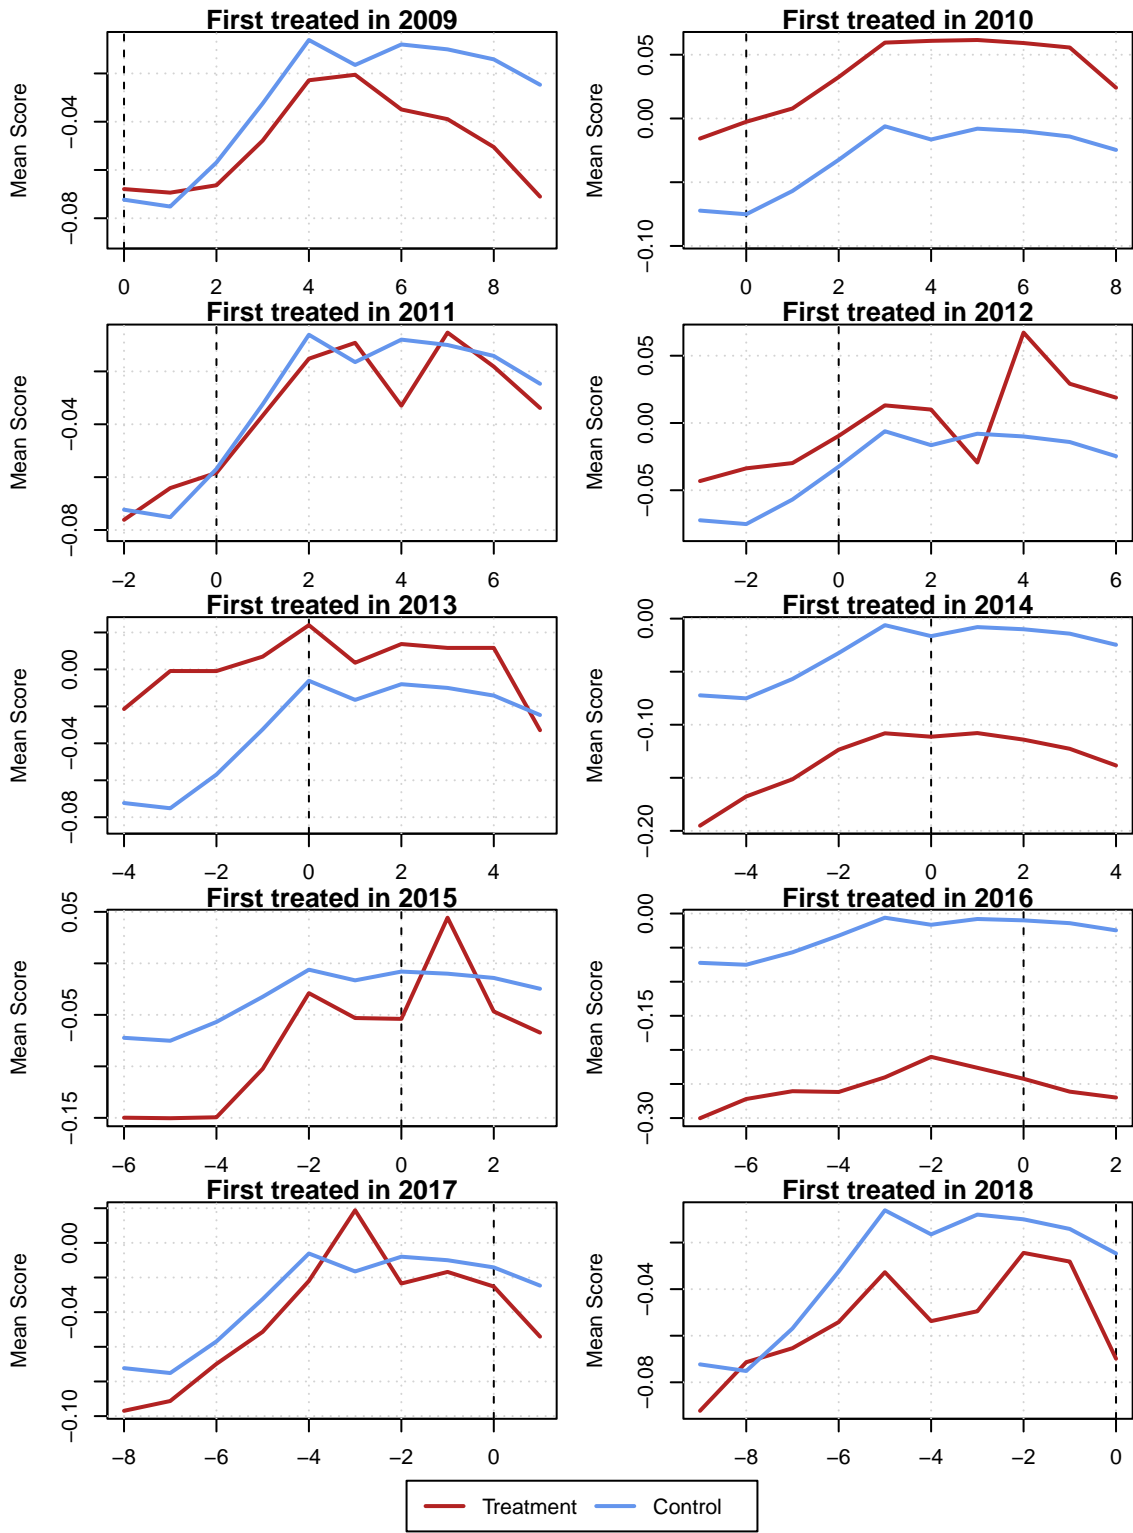 First treated in 2009
Mean Score
−0.04
−0.08
0 2 4 6 8
First treated in 2010
Mean Score
0.05
0.00
−0.10
0 2 4 6 8
First treated in 2011
Mean Score
−0.04
−0.08
−2 0 2 4 6
First treated in 2012
Mean Score
0.05
0.00
−0.05
−2 0 2 4 6
First treated in 2013
Mean Score
0.00
−0.04
−0.08
−4 −2 0 2 4
First treated in 2014
Mean Score
0.00
−0.10
−0.20
−4 −2 0 2 4
First treated in 2015
Mean Score
0.05
−0.05
−0.15
−6 −4 −2 0 2
First treated in 2016
Mean Score
0.00
−0.15
−0.30
−6 −4 −2 0 2
First treated in 2017
Mean Score
0.00
−0.04
−0.10
−8 −6 −4 −2 0
First treated in 2018
Mean Score
−0.04
−0.08
−8 −6 −4 −2 0
Treatment Control